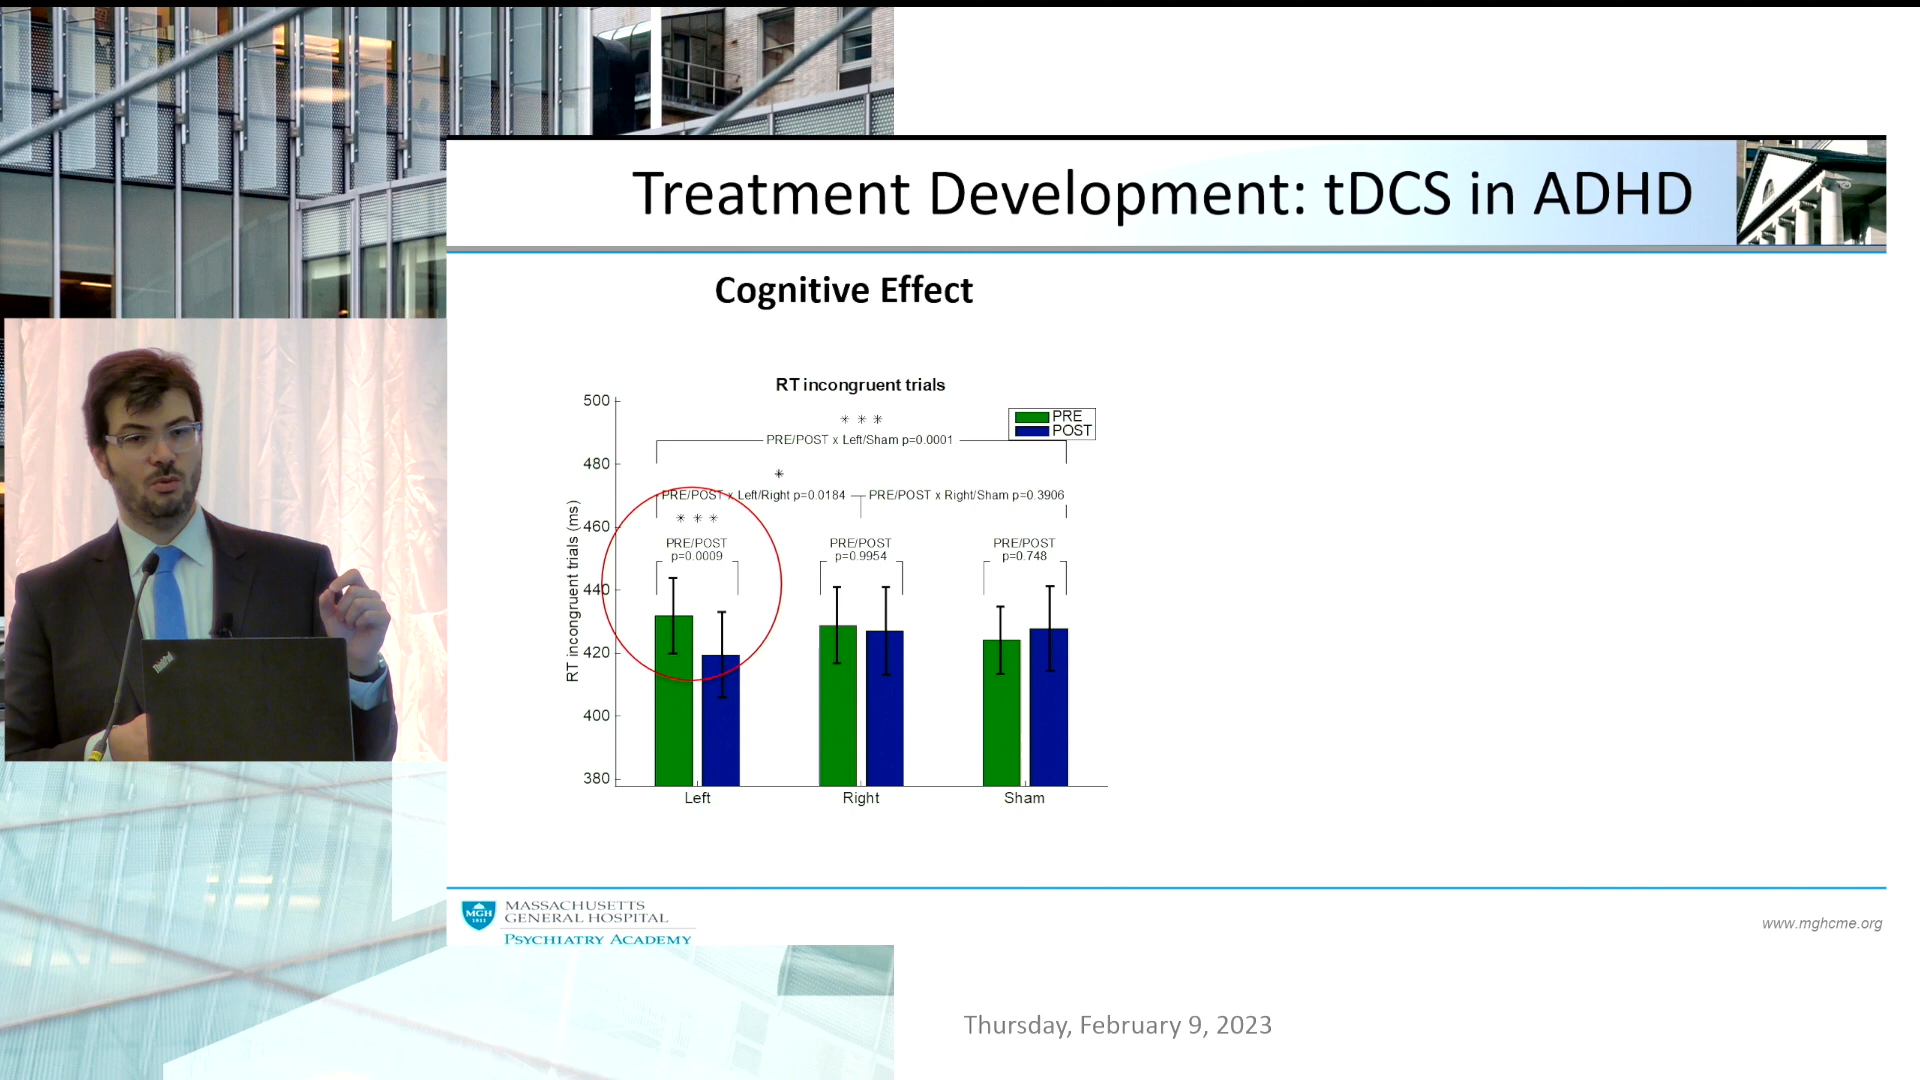 Treatment Development: tDCS in ADHD
Cognitive Effect
RT incongruent trials
PRE
POST
***
PRE/POST x Left/Sham p=0.0001
*
PRE/POST x Left/Right p=0.0184
PRE/POST x Right/Sham p=0.3906
***
PRE/POST
p=0.0009
PRE/POST
p=0.9954
PRE/POST
p=0.748
RT incongruent trials (ms)
500
480
460
440
420
400
380
Left
Right
Sham
ThinkPad
MGH
1811
MASSACHUSETTS
GENERAL HOSPITAL
PSYCHIATRY ACADEMY
www.mghcme.org
Thursday, February 9, 2023